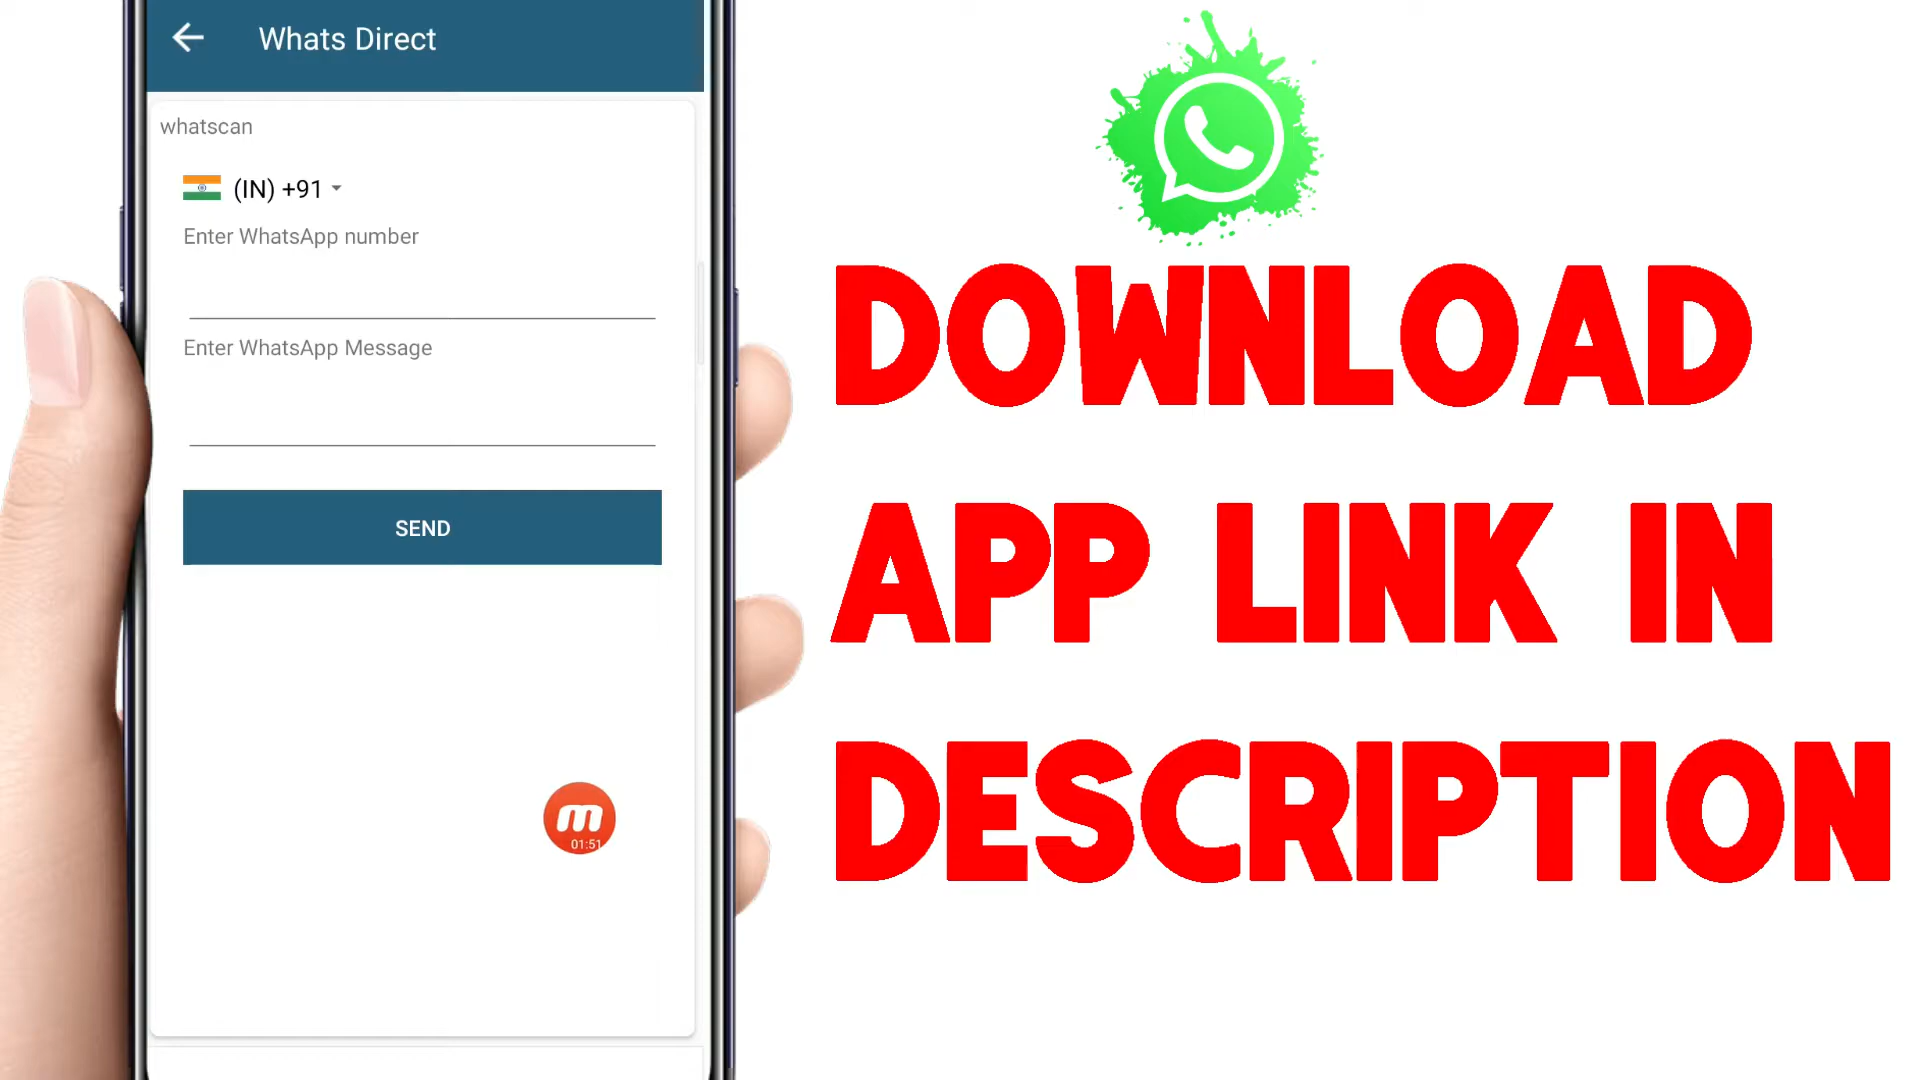 Whats Direct
whatscan
(IN) +91
Enter WhatsApp number
Enter WhatsApp Message
SEND
m
01:51
DOWNLOAD
APP LINK IN
DESCRIPTION